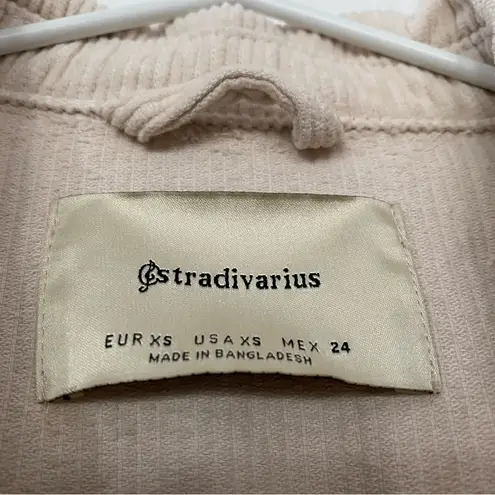 stradivarius
EUR XS USA XS MEX 24
MADE IN BANGLADESH